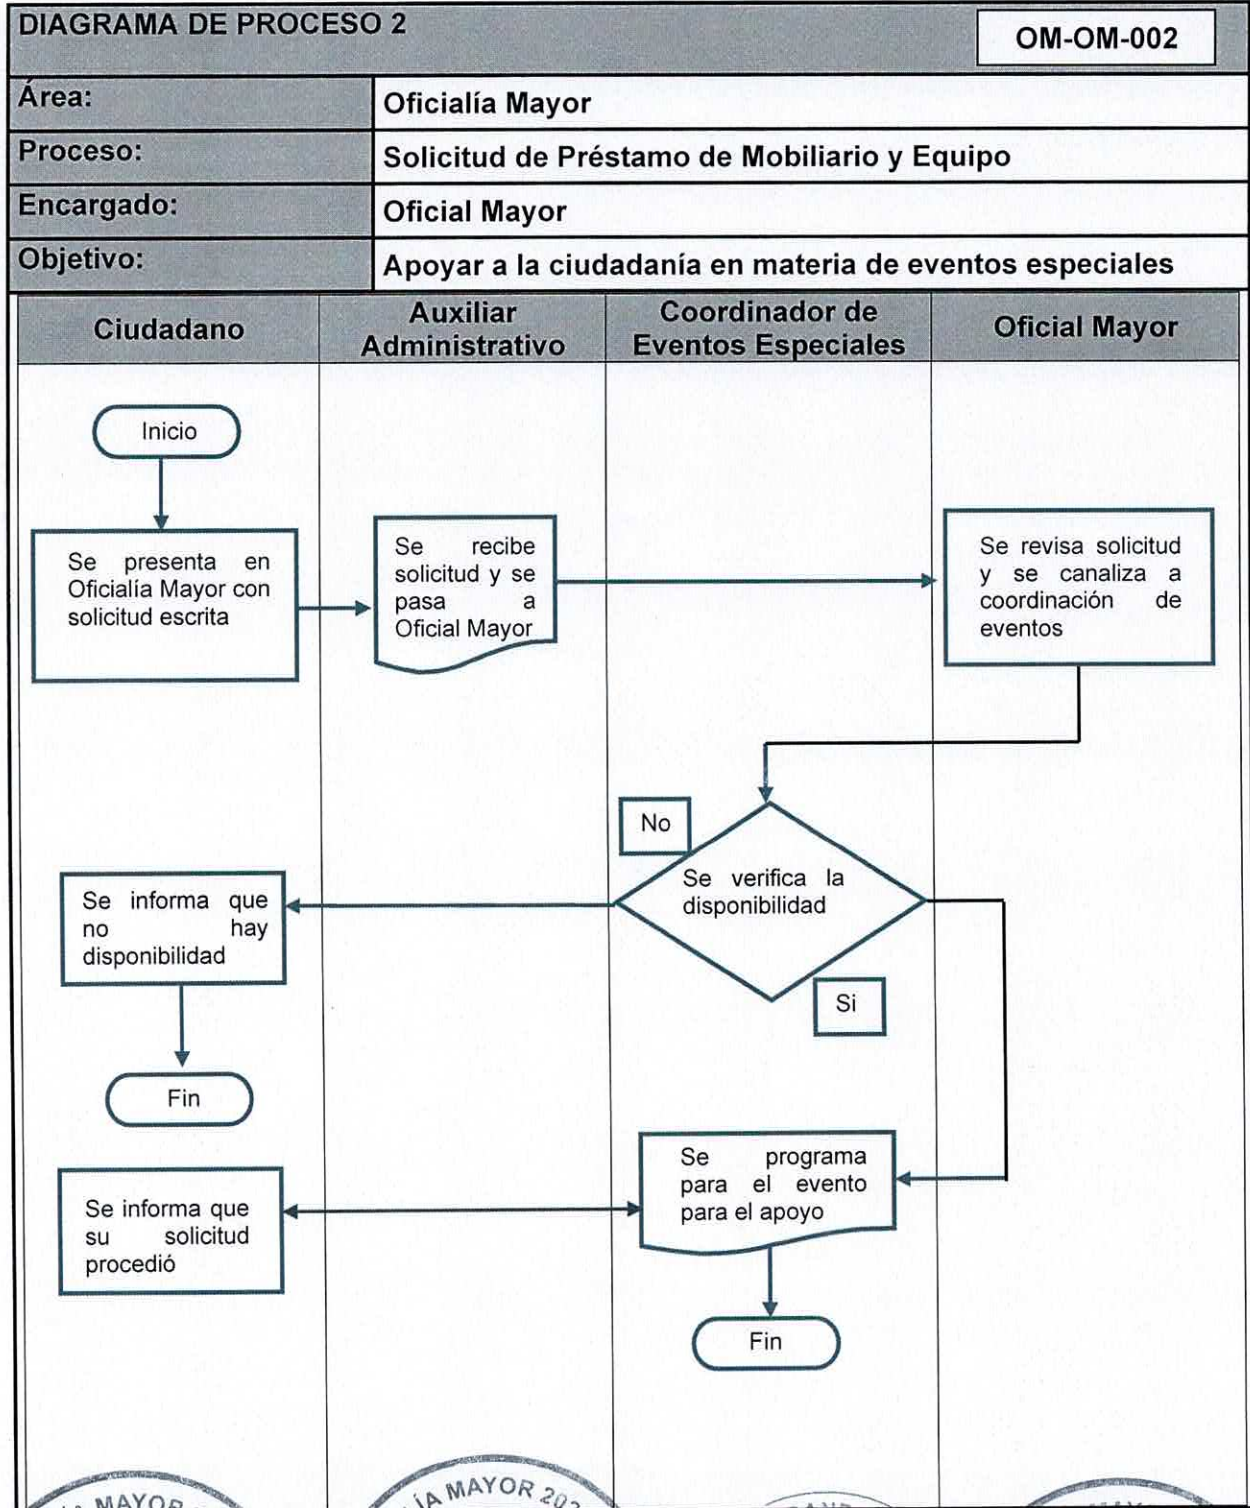 DIAGRAMA DE PROCESO 2
OM-OM-002
Área:
Oficialía Mayor
Proceso:
Solicitud de Préstamo de Mobiliario y Equipo
Encargado:
Oficial Mayor
Objetivo:
Apoyar a la ciudadanía en materia de eventos especiales
Ciudadano
Auxiliar
Administrativo
Coordinador de
Eventos Especiales
Oficial Mayor
Inicio
Se presenta en
Oficialía Mayor con
solicitud escrita
Se recibe
solicitud y se
pasa a
Oficial Mayor
Se revisa solicitud
y se canaliza a
coordinación de
eventos
No
Se verifica la
disponibilidad
Si
Se informa que
no hay
disponibilidad
Fin
Se programa
para el evento
para el apoyo
Se informa que
su solicitud
procedió
Fin
MAYOR
MAYOR